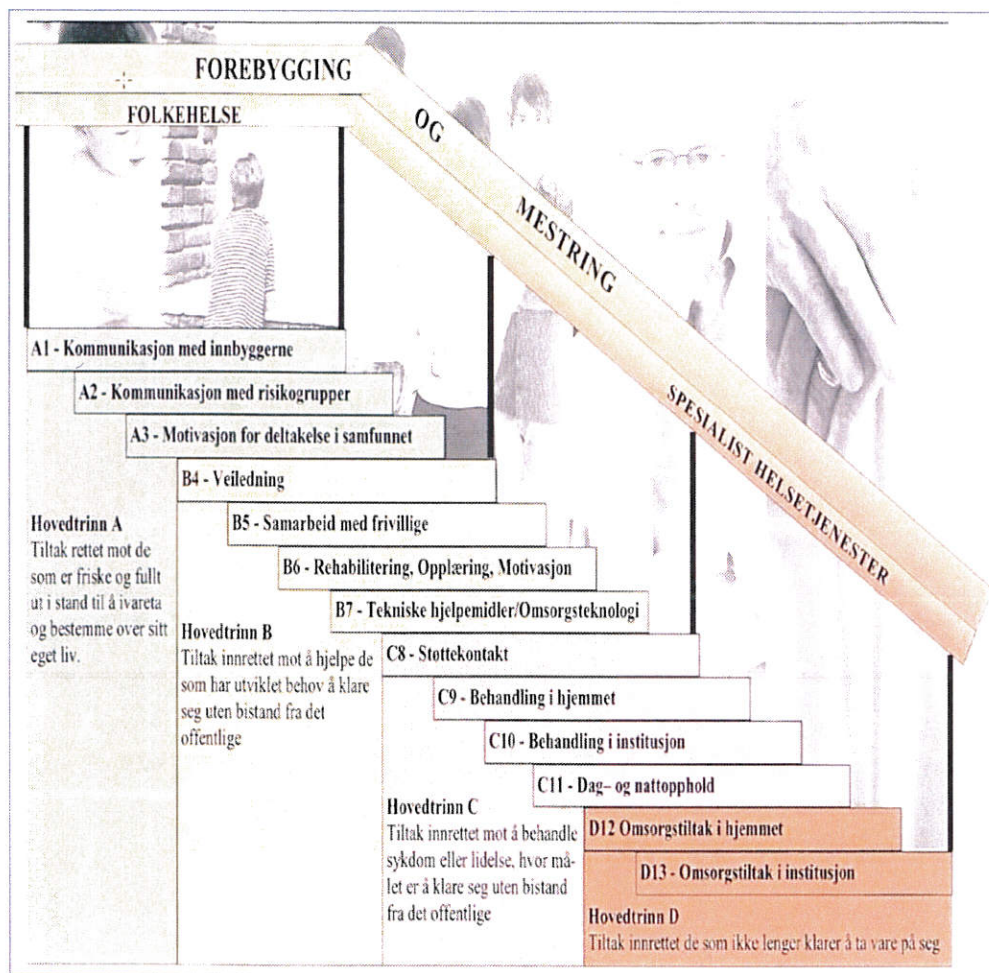 FOREBYGGING
OG
MESTRING
FOLKEHELSE
SPESIALIST HELSETJENESTER
A1 - Kommunikasjon med innbyggerne
A2 - Kommunikasjon med risikogrupper
A3 - Motivasjon for deltakelse i samfunnet
B4 - Veiledning
B5 - Samarbeid med frivillige
B6 - Rehabilitering, Opplæring, Motivasjon
B7 - Tekniske hjelpemidler/Omsorgsteknologi
C8 - Støttekontakt
C9 - Behandling i hjemmet
C10 - Behandling i institusjon
C11 - Dag– og nattopphold
D12 Omsorgstiltak i hjemmet
D13 - Omsorgstiltak i institusjon
Hovedtrinn A
Tiltak rettet mot de
som er friske og fullt
ut i stand til å ivareta
og bestemme over sitt
eget liv.
Hovedtrinn B
Tiltak innrettet mot å hjelpe de
som har utviklet behov å klare
seg uten bistand fra det
offentlige
Hovedtrinn C
Tiltak innrettet mot å behandle
sykdom eller lidelse, hvor må-
let er å klare seg uten bistand
fra det offentlige
Hovedtrinn D
Tiltak innrettet de som ikke lenger klarer å ta vare på seg